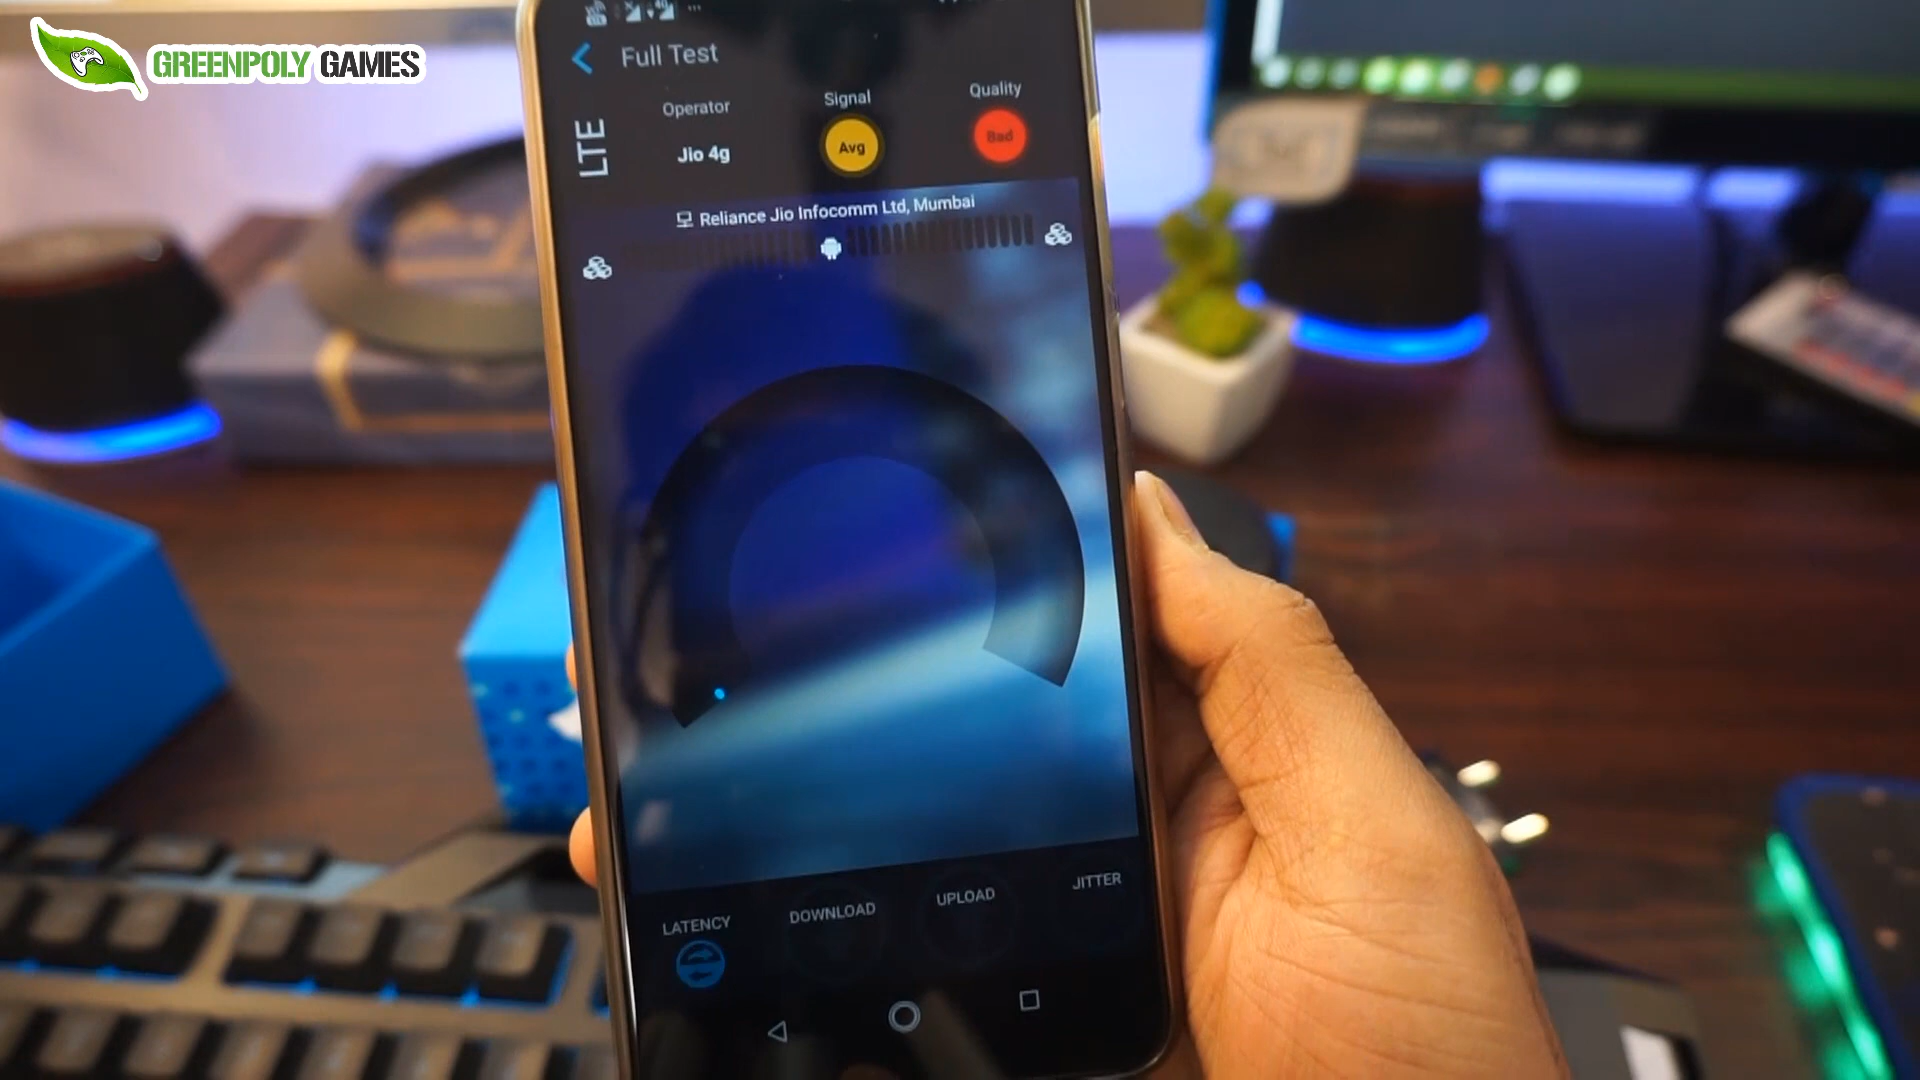 GREENPOLY GAMES
Full Test
LTE
Operator
Signal
Quality
Jio 4g
Avg
Bad
Reliance Jio Infocomm Ltd, Mumbai
LATENCY
DOWNLOAD
UPLOAD
JITTER